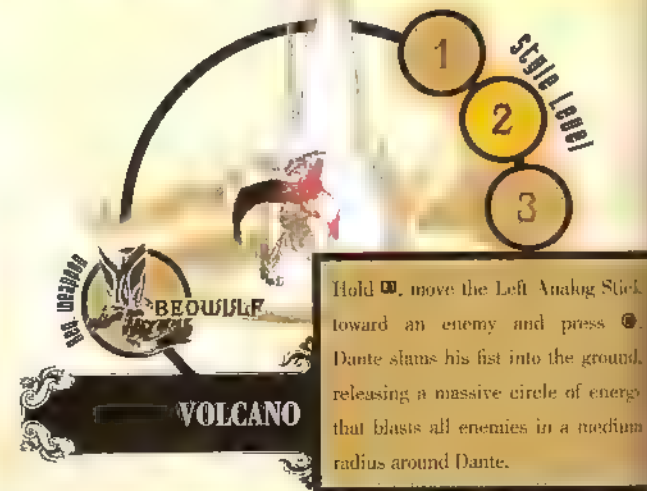 Style Level
1
2
3
BEOWULF
VOLCANO
Hold, move the Left Analog Stick
toward an enemy and press
Dante slams his fist into the ground,
releasing a massive circle of energy
that blasts all enemies in a medium
radius around Dante.